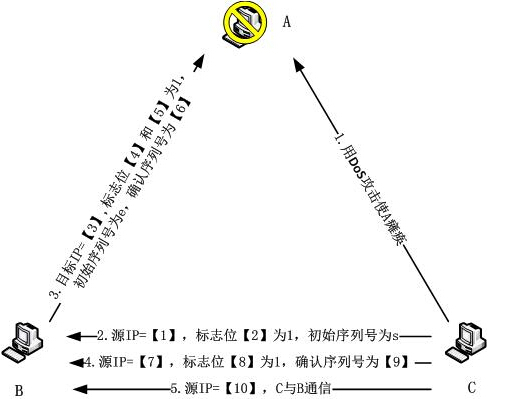 A
3. 目标IP=【3】, 标志位【4】和【5】为1,
初始序列号为e, 确认序列号为【6】
1. 用DoS攻击使A瘫痪
2.源IP=【1】, 标志位【2】为1, 初始序列号为s
4.源IP=【7】, 标志位【8】为1, 确认序列号为【9】
5.源IP=【10】, C与B通信
B
C